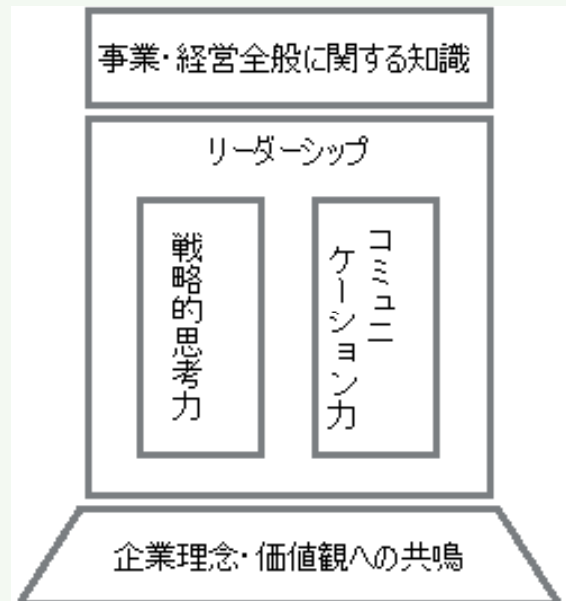 事業・経営全般に関する知識
リーダーシップ
戦略的思考力
コミュニ
ケーション力
企業理念・価値観への共鳴